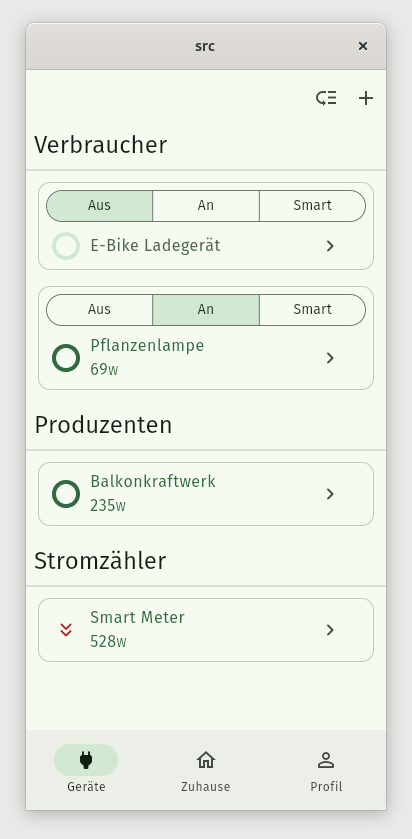 src
Verbraucher
Aus An Smart
E-Bike Ladegerät
Aus An Smart
Pflanzenlampe
69W
Produzenten
Balkonkraftwerk
235W
Stromzähler
Smart Meter
528W
Geräte Zuhause Profil